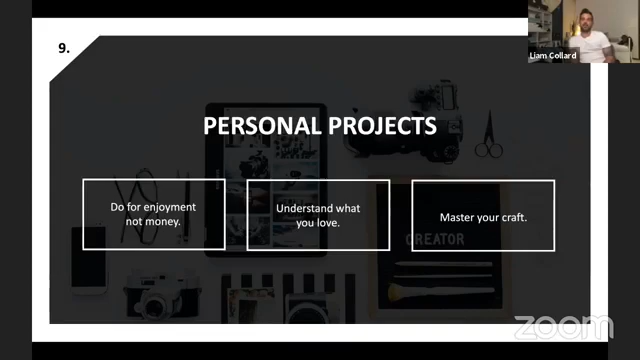 9.
Liam Collard
PERSONAL PROJECTS
Do for enjoyment
not money.
Understand what
you love.
Master your craft.
CREATOR
zoom